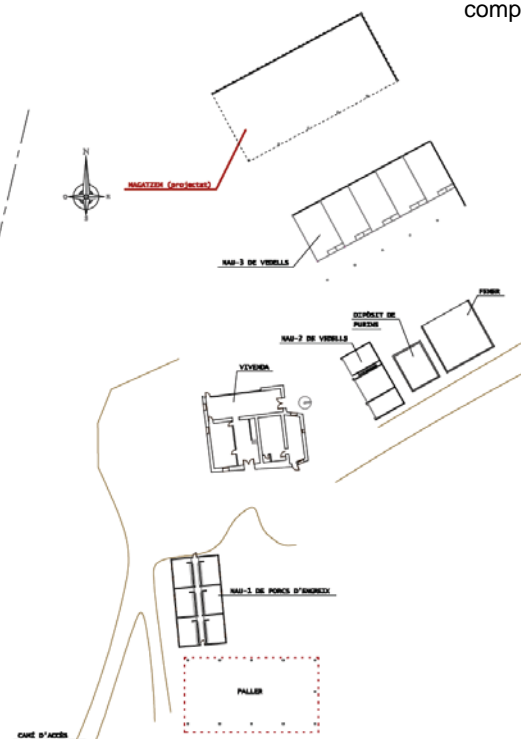 comp
N
O
E
S
MAGATZEM (projectat)
NAU-3 DE VEDELLS
FEMER
DIPÒSIT DE
PURINS
NAU-2 DE VEDELLS
VIVENDA
NAU-1 DE PORCS D'ENGREIX
PALLER
CAMÍ D'ACCÉS